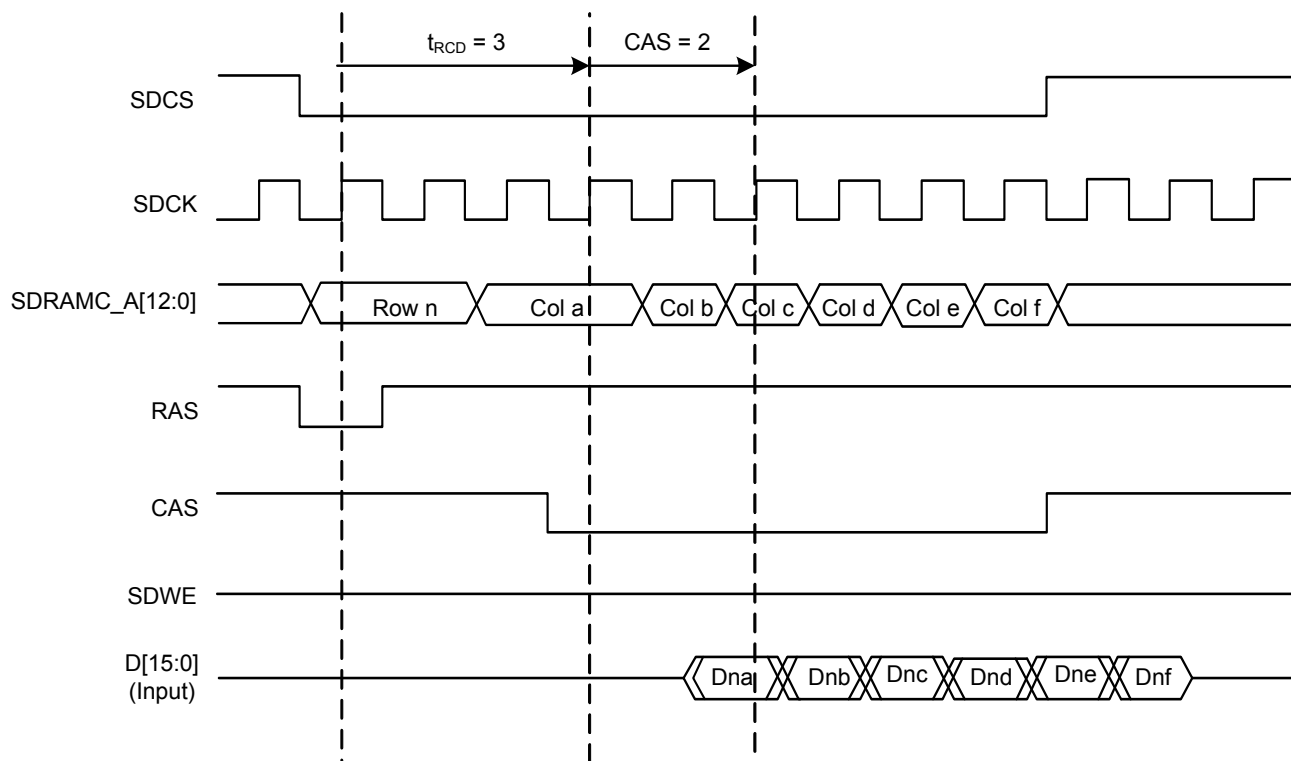 t_RCD = 3
CAS = 2
SDCS
SDCK
SDRAMC_A[12:0]
Row n
Col a
Col b
Col c
Col d
Col e
Col f
RAS
CAS
SDWE
D[15:0]
(Input)
Dna
Dnb
Dnc
Dnd
Dne
Dnf